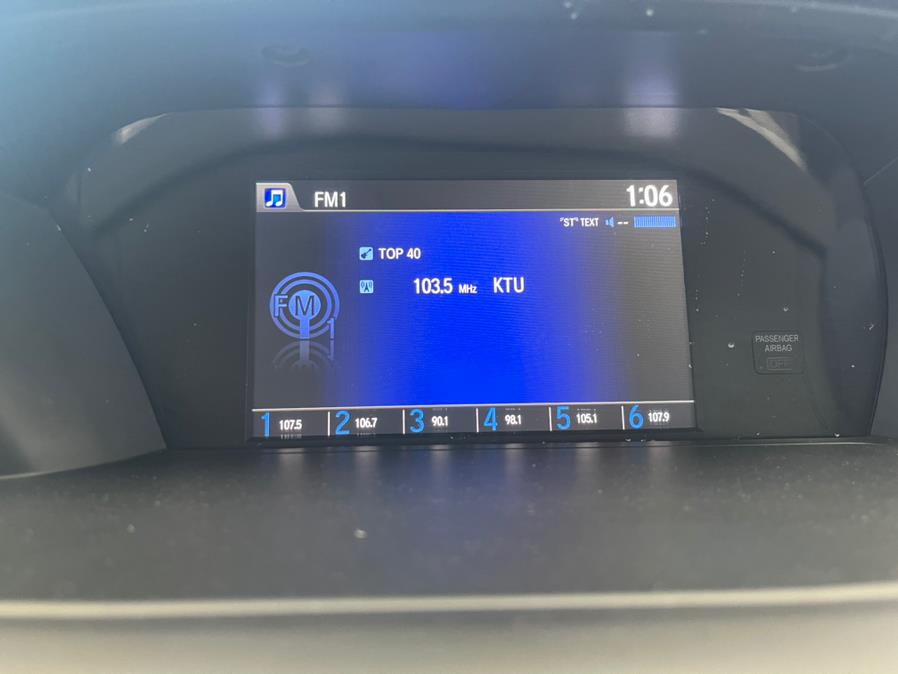 FM1 1:06
"ST" TEXT --
TOP 40
103.5 MHz KTU
FM
1
PASSENGER
AIRBAG
OFF
1 107.5 2 106.7 3 90.1 4 98.1 5 105.1 6 107.9